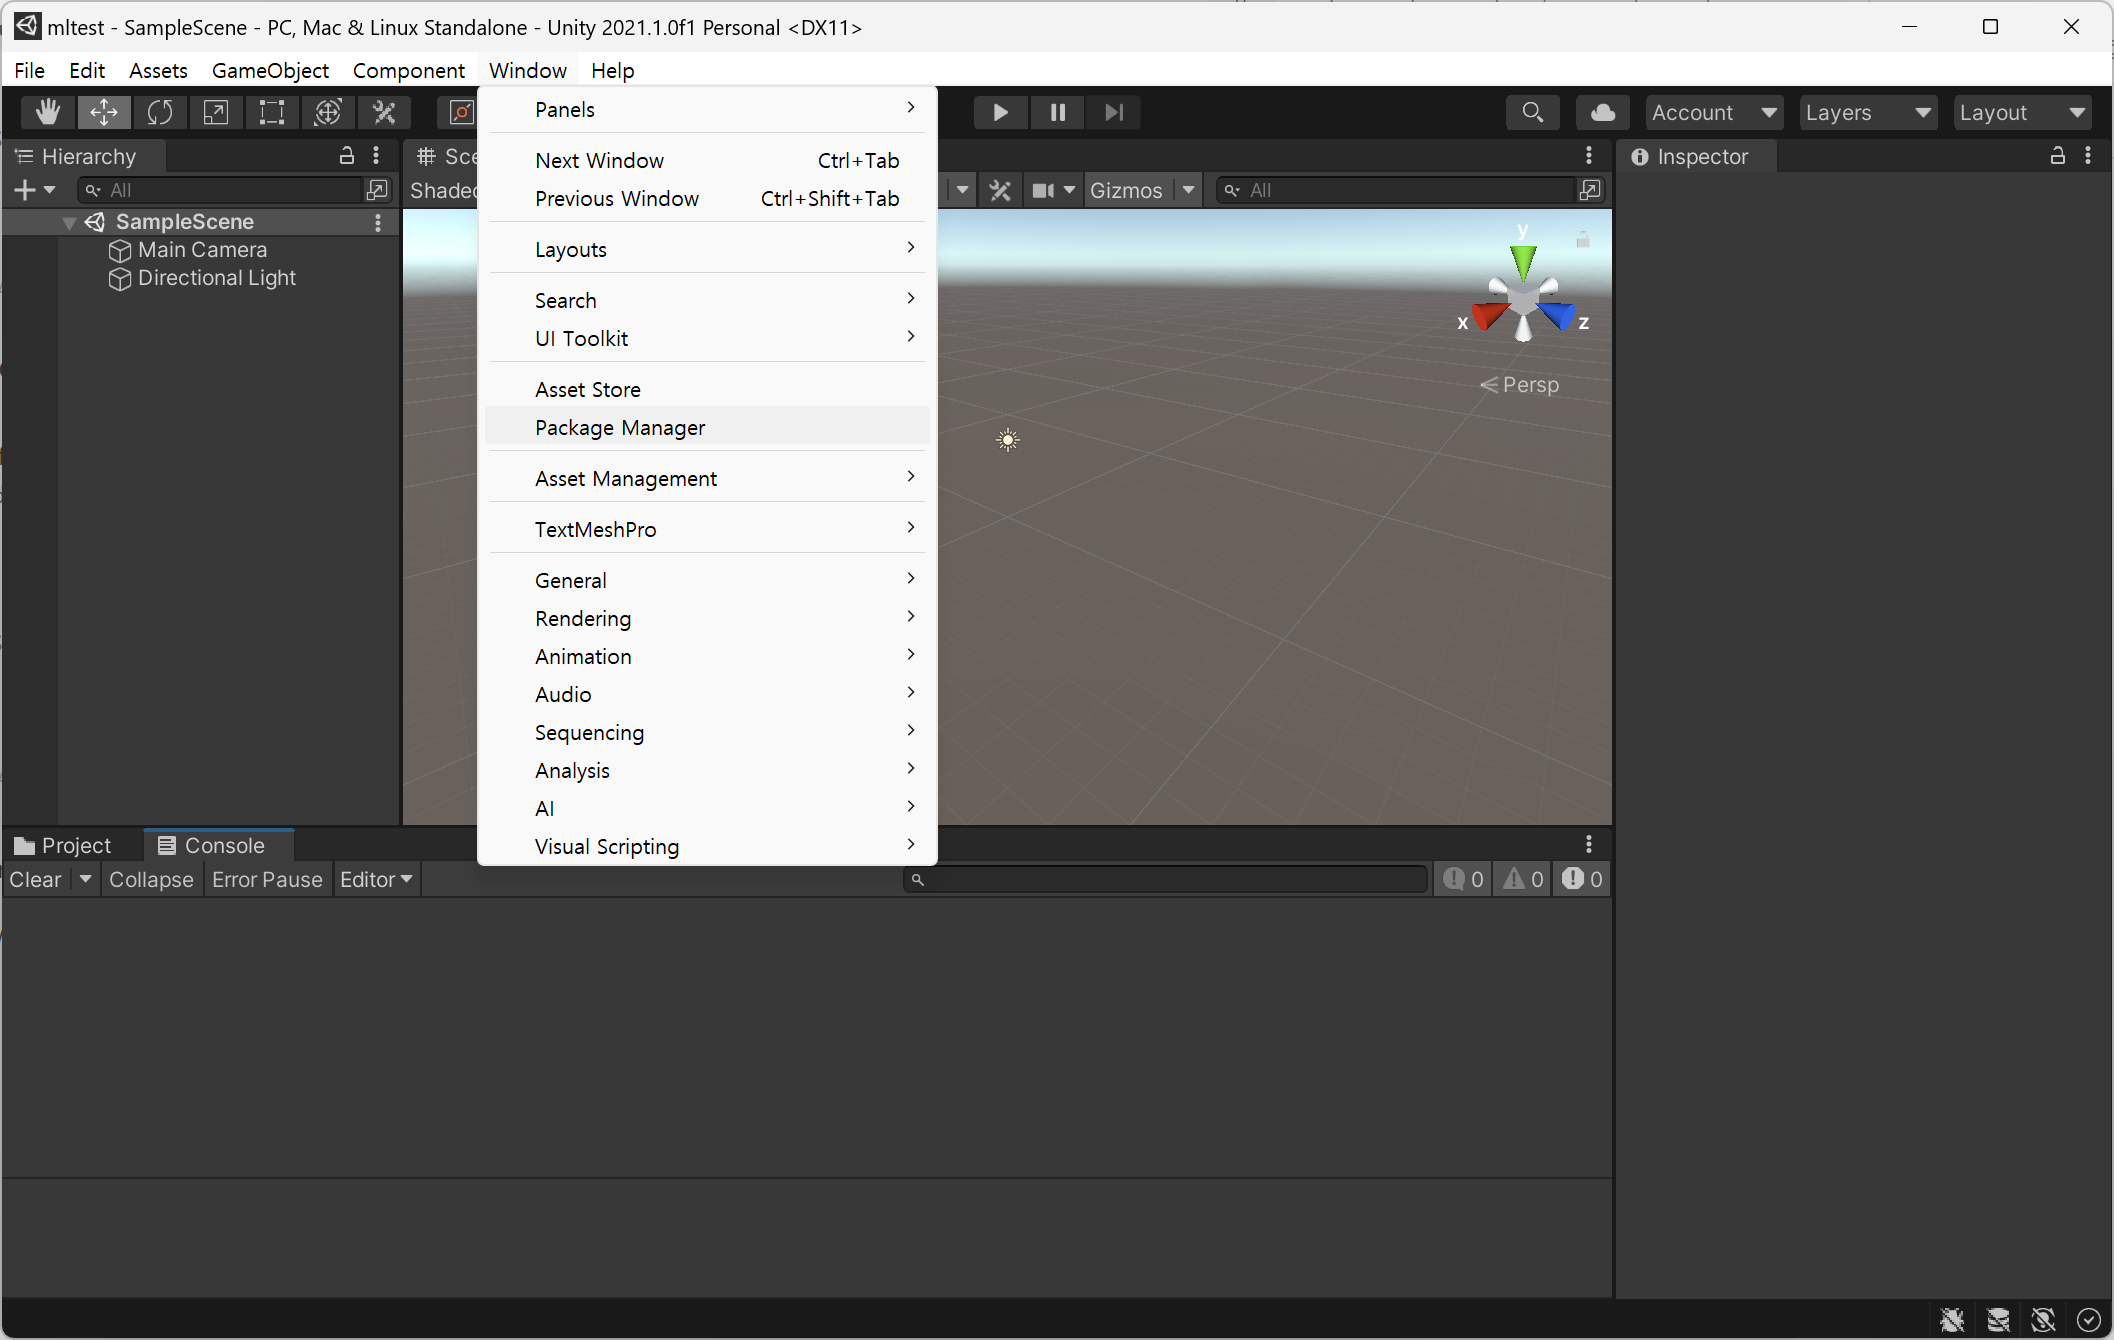 mltest - SampleScene - PC, Mac & Linux Standalone - Unity 2021.1.0f1 Personal <DX11>
File Edit Assets GameObject Component Window Help
Account Layers Layout
Hierarchy
All
SampleScene
Main Camera
Directional Light
Shaded
Panels
Next Window Ctrl+Tab
Previous Window Ctrl+Shift+Tab
Layouts
Search
UI Toolkit
Asset Store
Package Manager
Asset Management
TextMeshPro
General
Rendering
Animation
Audio
Sequencing
Analysis
AI
Visual Scripting
Gizmos All
y
x z
Persp
Inspector
Project Console
Clear Collapse Error Pause Editor
0 0 0